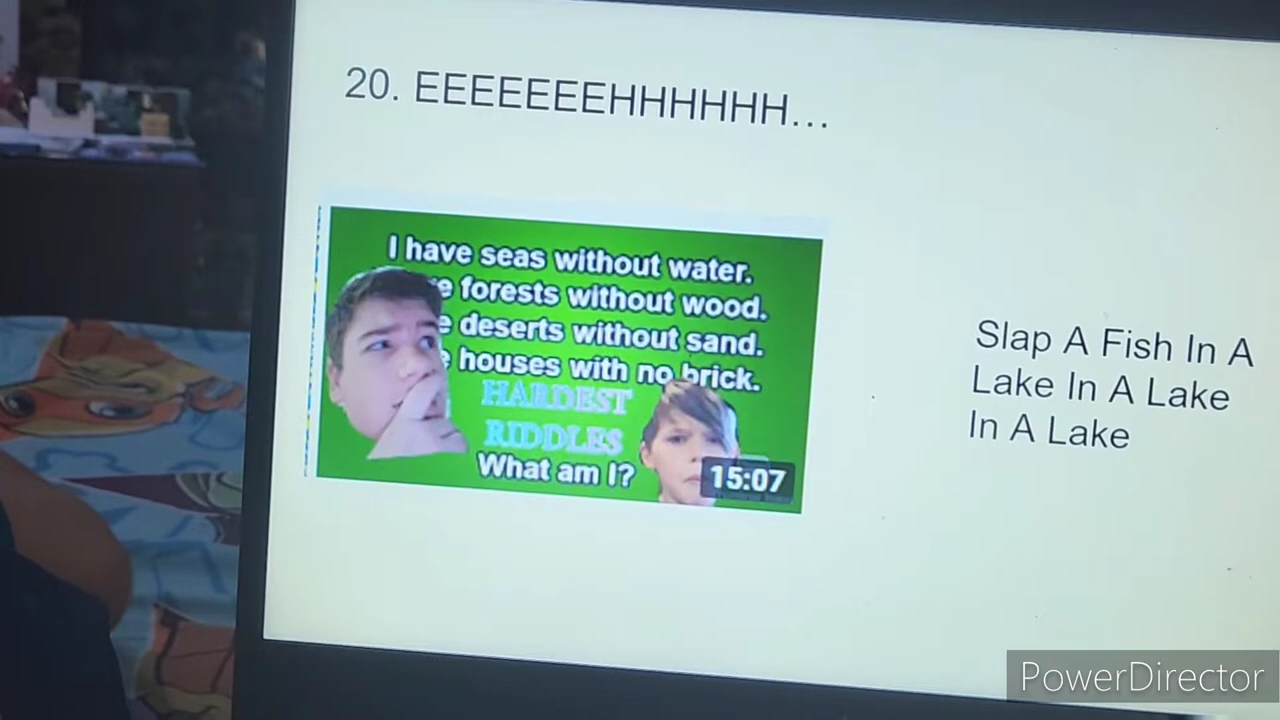 20. EEEEEEEHHHHHH...
I have seas without water.
e forests without wood.
e deserts without sand.
e houses with no brick.
HARDEST
RIDDLES
What am I?
15:07
Slap A Fish In A
Lake In A Lake
In A Lake
PowerDirector